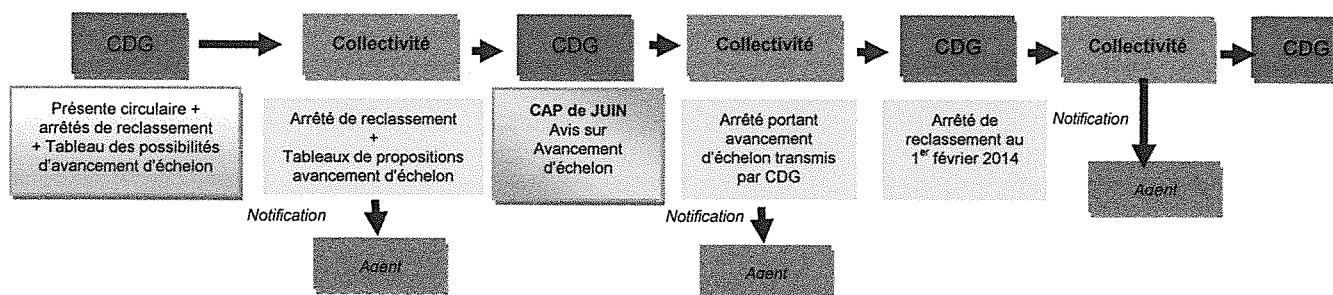 CDG
Collectivité
CDG
Collectivité
CDG
Collectivité
CDG
Présente circulaire +
arrêtés de reclassement
+ Tableau des possibilités
d'avancement d'échelon
Arrêté de reclassement
+
Tableaux de propositions
avancement d'échelon
CAP de JUIN
Avis sur
Avancement
d'échelon
Arrêté portant
avancement
d'échelon transmis
par CDG
Arrêté de
reclassement au
1er février 2014
Notification
Agent
Notification
Agent
Notification
Agent